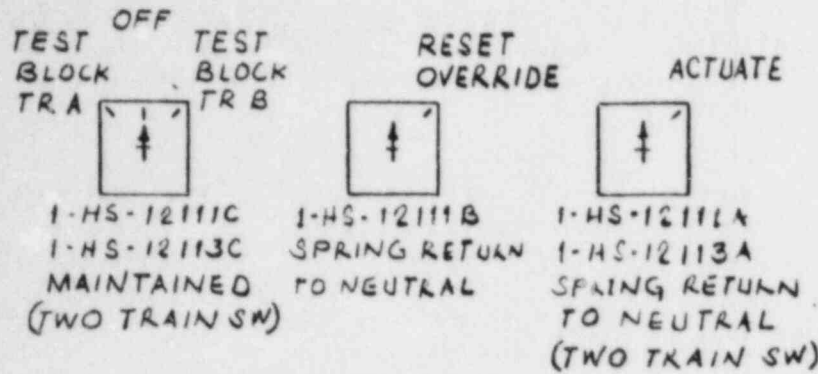 OFF
TEST BLOCK TR A
TEST BLOCK TR B
1-HS-12111C
1-HS-12113C
MAINTAINED
(TWO TRAIN SW)
RESET
OVERRIDE
1-HS-12111B
SPRING RETURN
TO NEUTRAL
ACTUATE
1-HS-12111A
1-HS-12113A
SPRING RETURN
TO NEUTRAL
(TWO TRAIN SW)